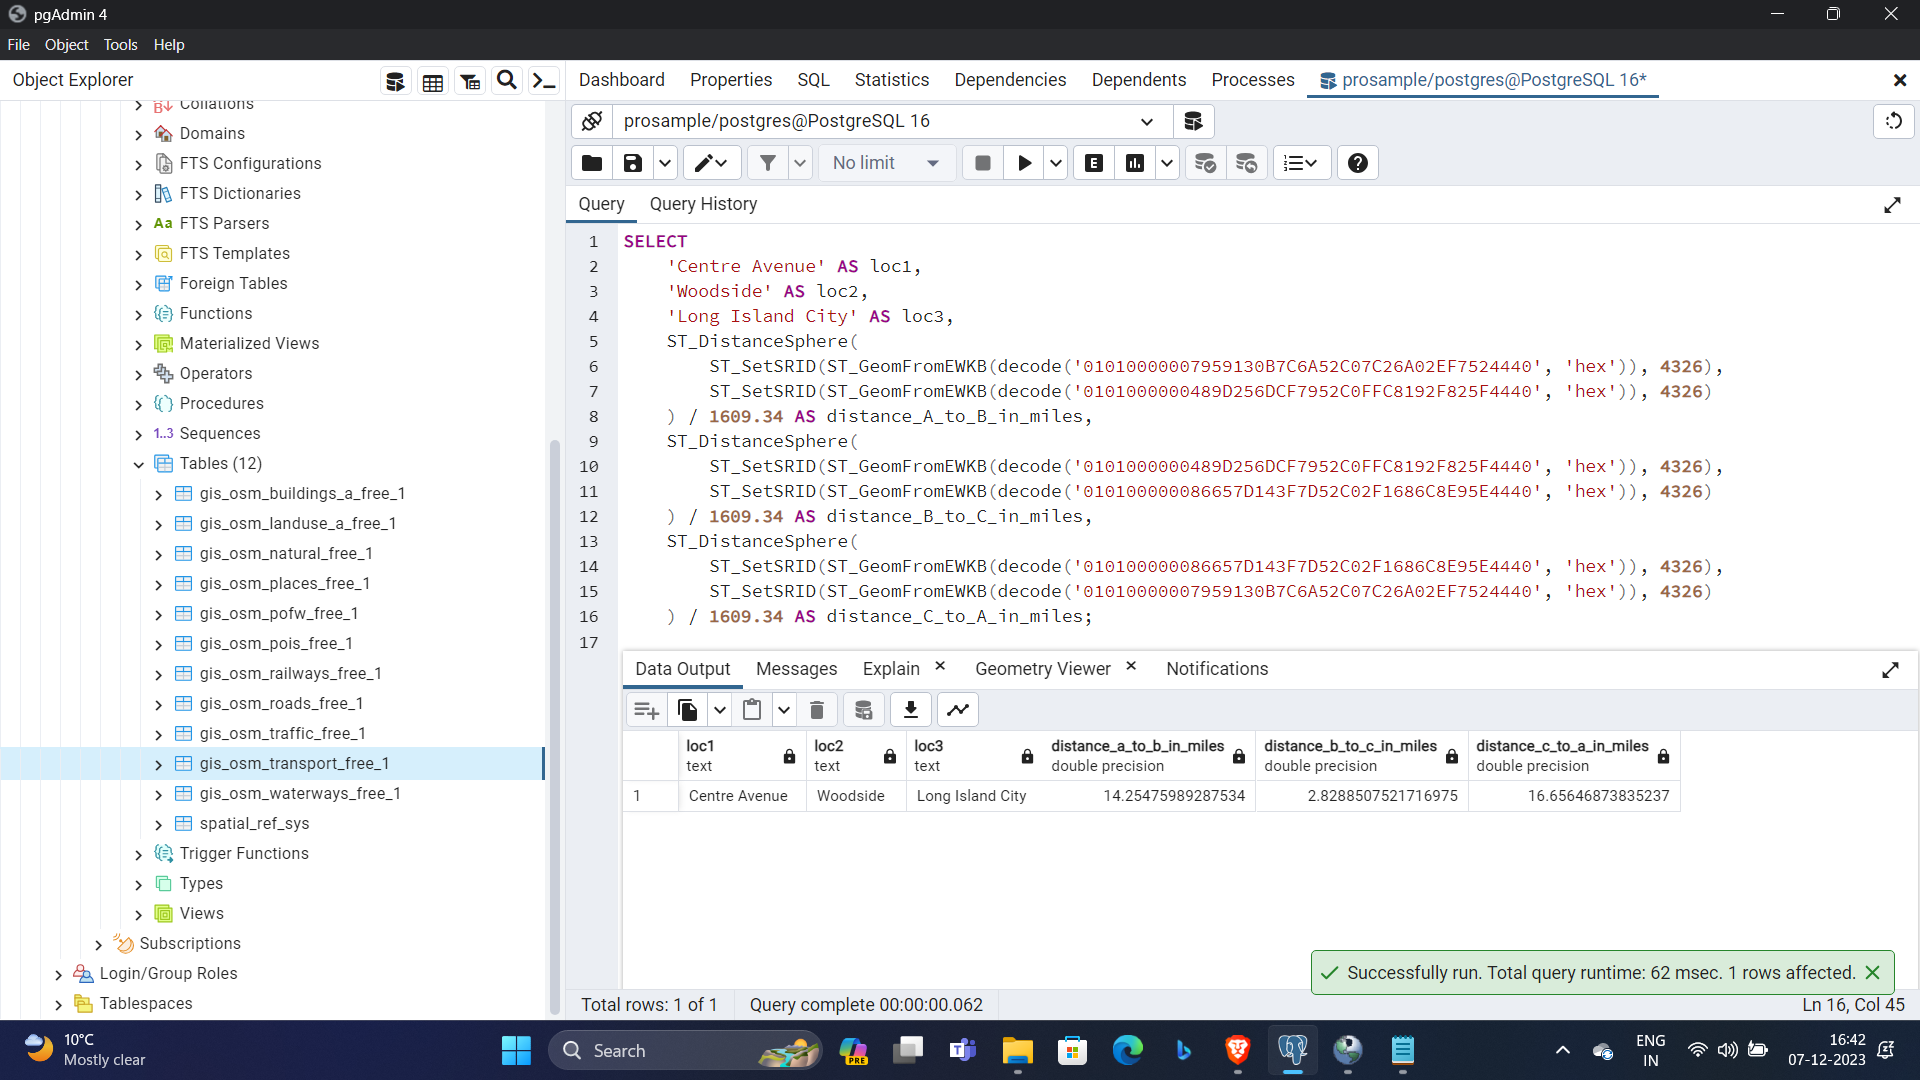 pgAdmin 4
File Object Tools Help
Object Explorer
Dashboard Properties SQL Statistics Dependencies Dependents Processes prosample/postgres@PostgreSQL 16*
Collations
Domains
FTS Configurations
FTS Dictionaries
Aa FTS Parsers
FTS Templates
Foreign Tables
Functions
Materialized Views
Operators
Procedures
1..3 Sequences
Tables (12)
gis_osm_buildings_a_free_1
gis_osm_landuse_a_free_1
gis_osm_natural_free_1
gis_osm_places_free_1
gis_osm_pofw_free_1
gis_osm_pois_free_1
gis_osm_railways_free_1
gis_osm_roads_free_1
gis_osm_traffic_free_1
gis_osm_transport_free_1
gis_osm_waterways_free_1
spatial_ref_sys
Trigger Functions
Types
Views
Subscriptions
Login/Group Roles
Tablespaces
prosample/postgres@PostgreSQL 16
No limit
E
Query Query History
1 SELECT
2 'Centre Avenue' AS loc1,
3 'Woodside' AS loc2,
4 'Long Island City' AS loc3,
5 ST_DistanceSphere(
6 ST_SetSRID(ST_GeomFromEWKB(decode('01010000007959130B7C6A52C07C26A02EF7524440', 'hex')), 4326),
7 ST_SetSRID(ST_GeomFromEWKB(decode('0101000000489D256DCF7952C0FFC8192F825F4440', 'hex')), 4326)
8 ) / 1609.34 AS distance_A_to_B_in_miles,
9 ST_DistanceSphere(
10 ST_SetSRID(ST_GeomFromEWKB(decode('0101000000489D256DCF7952C0FFC8192F825F4440', 'hex')), 4326),
11 ST_SetSRID(ST_GeomFromEWKB(decode('010100000086657D143F7D52C02F1686C8E95E4440', 'hex')), 4326)
12 ) / 1609.34 AS distance_B_to_C_in_miles,
13 ST_DistanceSphere(
14 ST_SetSRID(ST_GeomFromEWKB(decode('010100000086657D143F7D52C02F1686C8E95E4440', 'hex')), 4326),
15 ST_SetSRID(ST_GeomFromEWKB(decode('01010000007959130B7C6A52C07C26A02EF7524440', 'hex')), 4326)
16 ) / 1609.34 AS distance_C_to_A_in_miles;
17
Data Output Messages Explain Geometry Viewer Notifications
loc1 loc2 loc3 distance_a_to_b_in_miles distance_b_to_c_in_miles distance_c_to_a_in_miles
text text text double precision double precision double precision
1 Centre Avenue Woodside Long Island City 14.25475989287534 2.8288507521716975 16.65646873835237
Successfully run. Total query runtime: 62 msec. 1 rows affected.
Total rows: 1 of 1 Query complete 00:00:00.062 Ln 16, Col 45
10°C
Mostly clear
Search
PRE
ENG
IN
16:42
07-12-2023